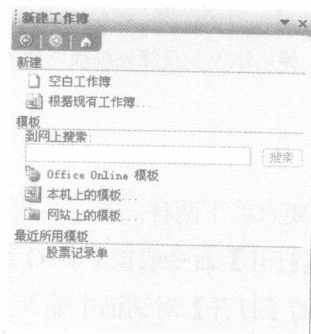 新建工作簿
新建
空白工作簿
根据现有工作簿...
模板
到网上搜索:
搜索
Office Online 模板
本机上的模板...
网站上的模板...
最近所用模板
股票记录单